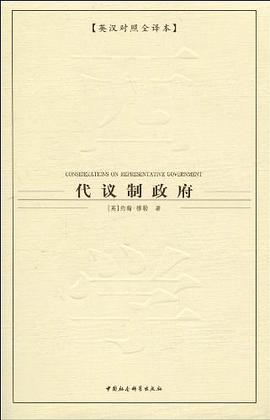 【英汉对照全译本】
CONSIDERATIONS ON REPRESENTATIVE GOVERNMENT
代议制政府
[英]约翰·穆勒 著
中国社会科学出版社